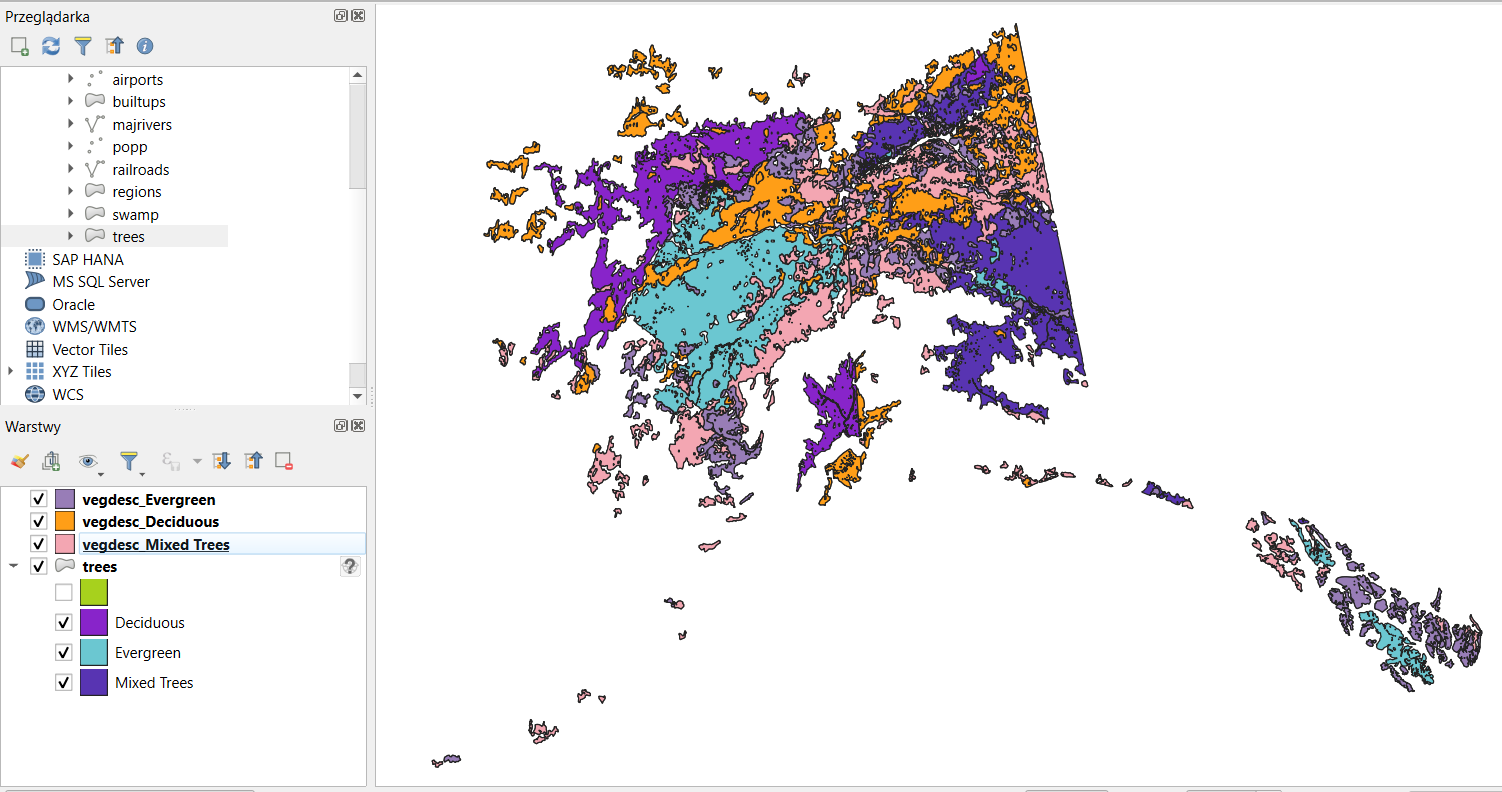 Przeglądarka
airports
builtups
majrivers
popp
railroads
regions
swamp
trees
SAP HANA
MS SQL Server
Oracle
WMS/WMTS
Vector Tiles
XYZ Tiles
WCS
Warstwy
vegdesc_Evergreen
vegdesc_Deciduous
vegdesc_Mixed Trees
trees
Deciduous
Evergreen
Mixed Trees